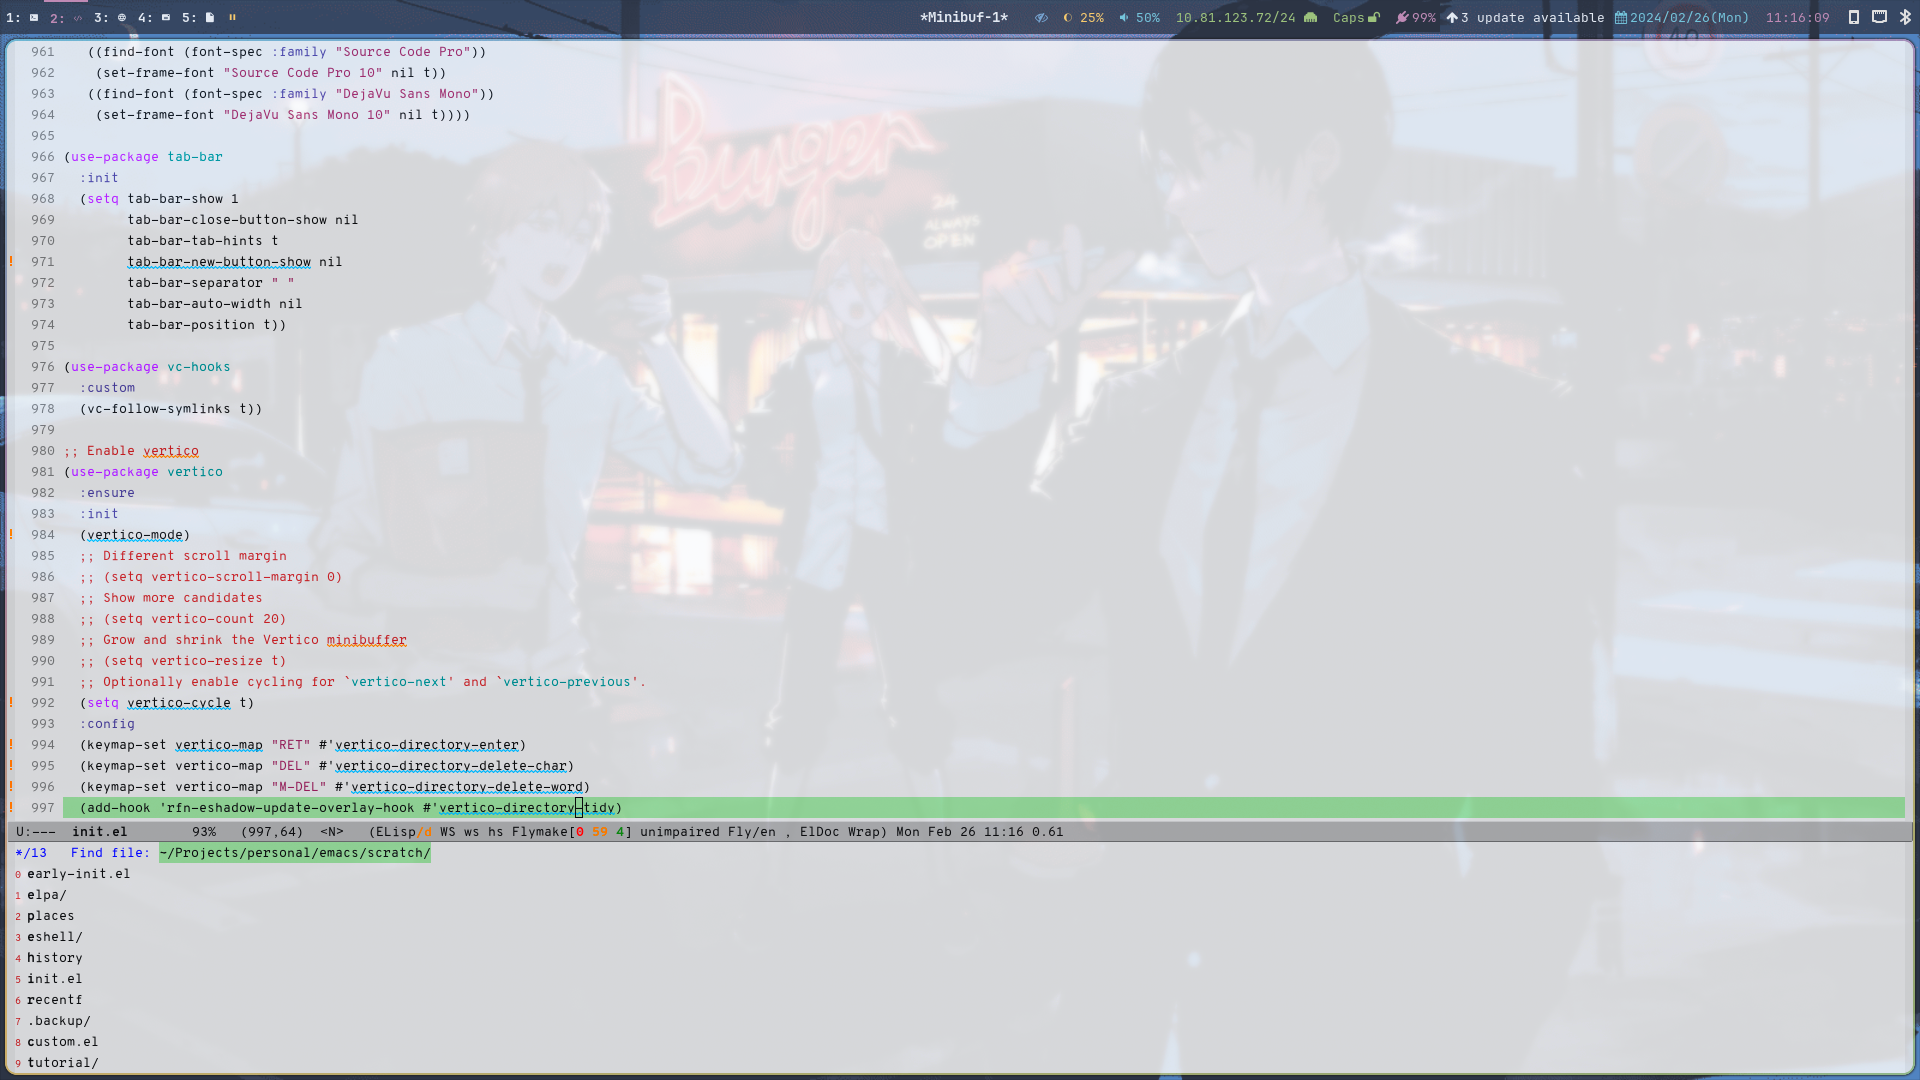 1: 2: 3: 4: 5: *Minibuf-1* 25% 50% 10.81.123.72/24 Caps 99% 3 update available 2024/02/26(Mon) 11:16:09
961 ((find-font (font-spec :family "Source Code Pro"))
962 (set-frame-font "Source Code Pro 10" nil t))
963 ((find-font (font-spec :family "DejaVu Sans Mono"))
964 (set-frame-font "DejaVu Sans Mono 10" nil t))))
965
966 (use-package tab-bar
967 :init
968 (setq tab-bar-show 1
969 tab-bar-close-button-show nil
970 tab-bar-tab-hints t
! 971 tab-bar-new-button-show nil
972 tab-bar-separator " "
973 tab-bar-auto-width nil
974 tab-bar-position t))
975
976 (use-package vc-hooks
977 :custom
978 (vc-follow-symlinks t))
979
980 ;; Enable vertico
981 (use-package vertico
982 :ensure
983 :init
! 984 (vertico-mode)
985 ;; Different scroll margin
986 ;; (setq vertico-scroll-margin 0)
987 ;; Show more candidates
988 ;; (setq vertico-count 20)
989 ;; Grow and shrink the Vertico minibuffer
990 ;; (setq vertico-resize t)
991 ;; Optionally enable cycling for `vertico-next' and `vertico-previous'.
! 992 (setq vertico-cycle t)
993 :config
! 994 (keymap-set vertico-map "RET" #'vertico-directory-enter)
! 995 (keymap-set vertico-map "DEL" #'vertico-directory-delete-char)
! 996 (keymap-set vertico-map "M-DEL" #'vertico-directory-delete-word)
! 997 (add-hook 'rfn-eshadow-update-overlay-hook #'vertico-directory-tidy)
U:--- init.el 93% (997,64) <N> (ELisp/d WS ws hs Flymake[0 59 4] unimpaired Fly/en , ElDoc Wrap) Mon Feb 26 11:16 0.61
*/13 Find file: ~/Projects/personal/emacs/scratch/
0 early-init.el
1 elpa/
2 places
3 eshell/
4 history
5 init.el
6 recentf
7 .backup/
8 custom.el
9 tutorial/
Burger
24
ALWAYS
OPEN
40